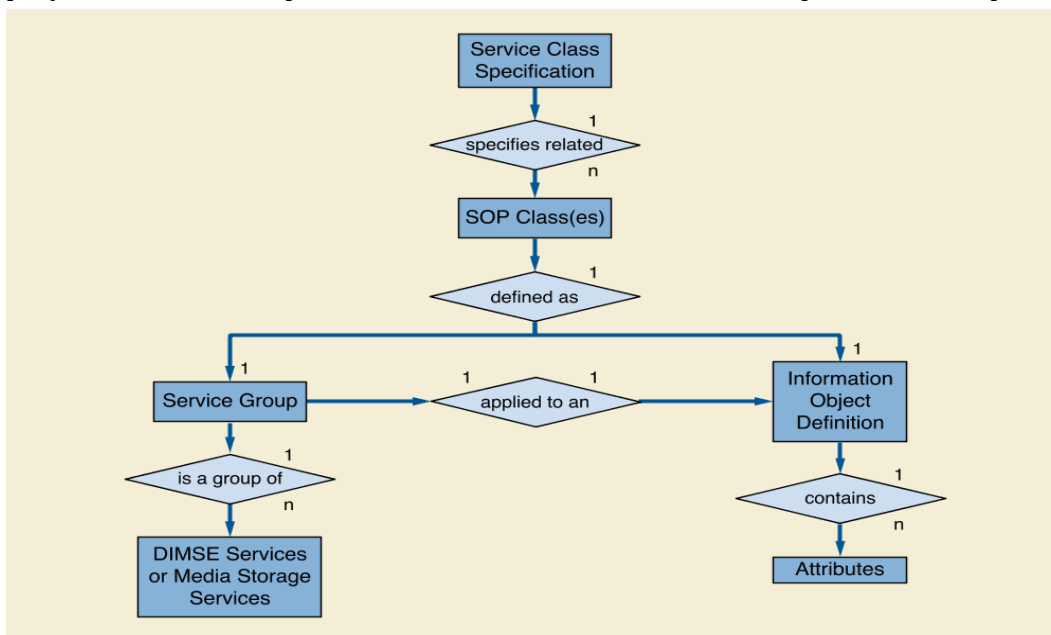 Service Class
Specification
1
specifies related
n
SOP Class(es)
1
defined as
1
1
Service Group
1
1
applied to an
Information
Object
Definition
1
is a group of
n
1
contains
n
DIMSE Services
or Media Storage
Services
Attributes